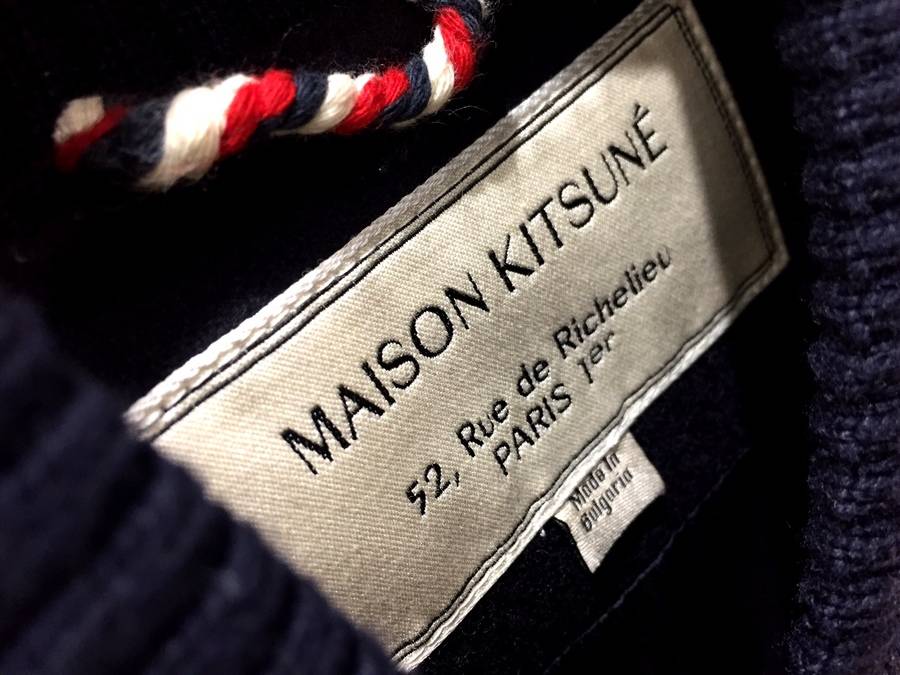 MAISON KITSUNÉ
52, Rue de Richelieu
PARIS 1er
Made in
Bulgaria